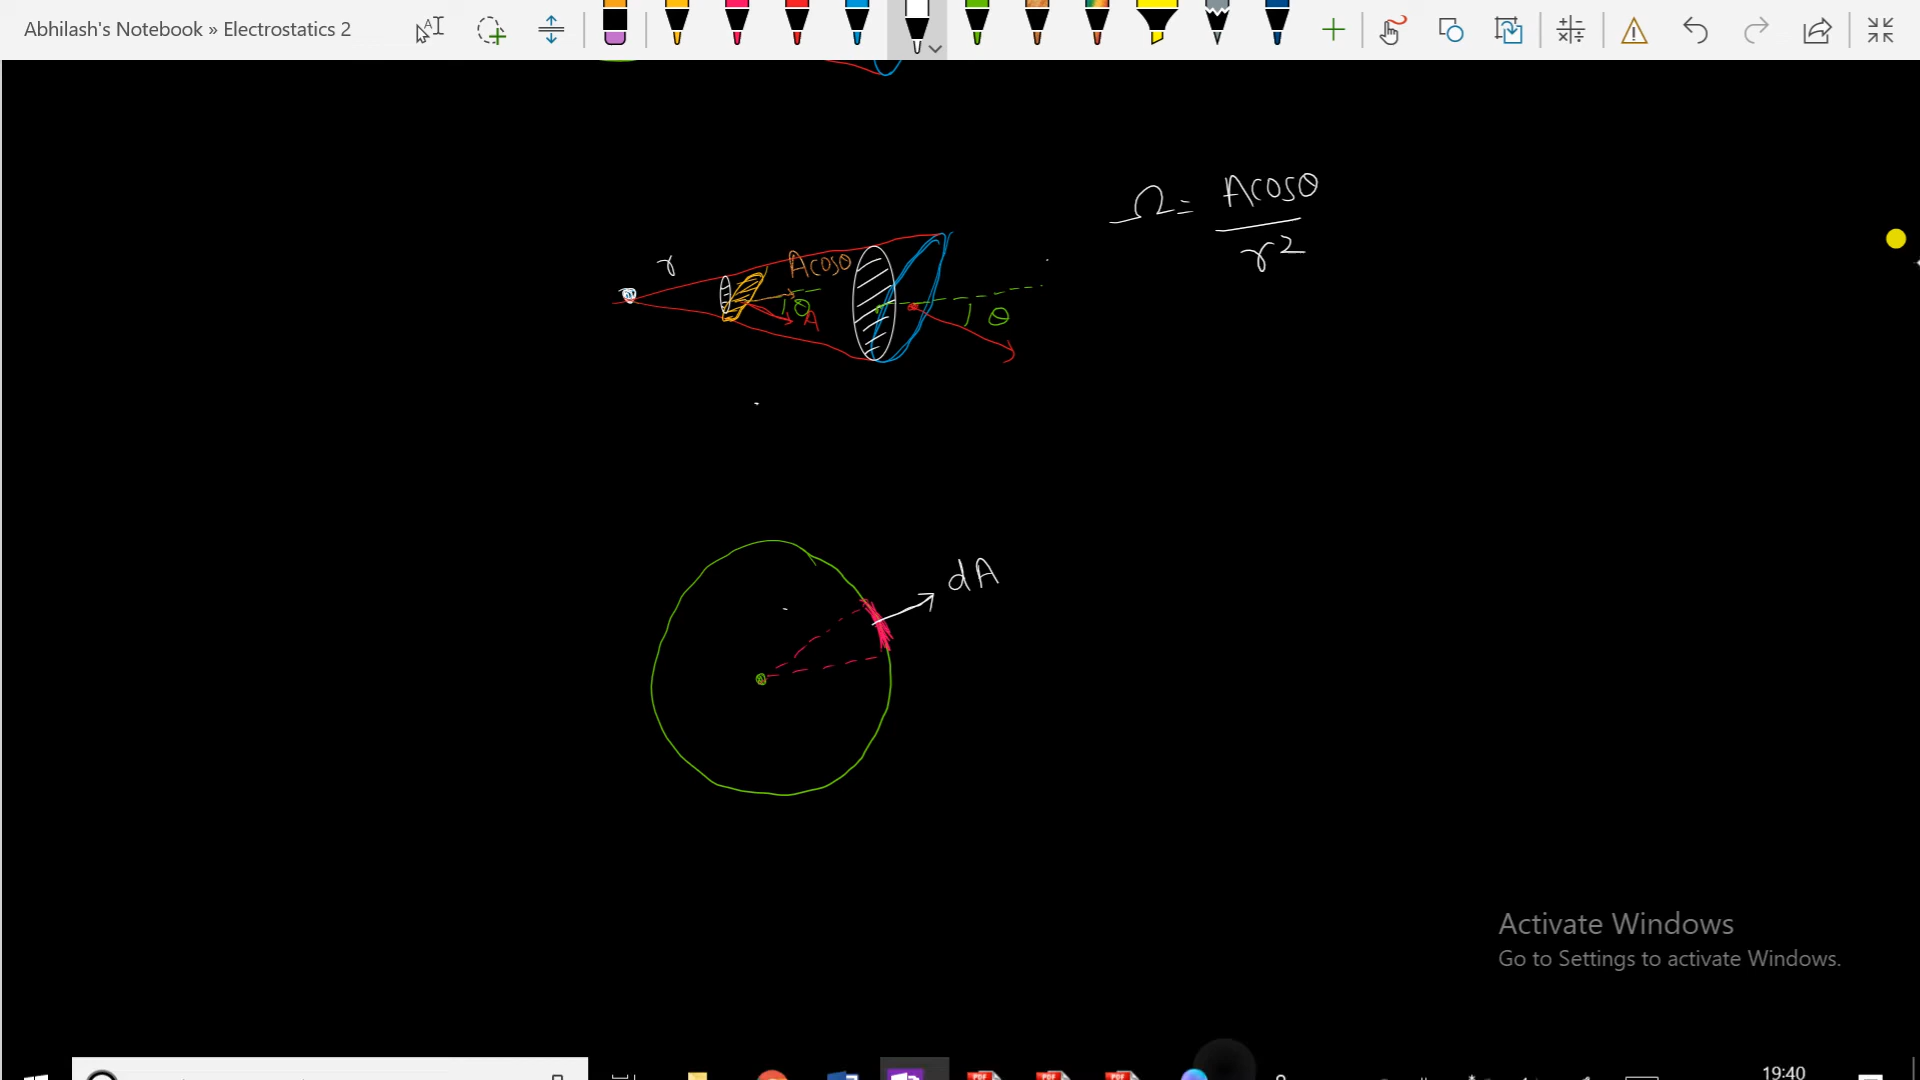 Abhilash's Notebook » Electrostatics 2
Ω = Acosθ
r²
r
Acosθ
θ
A
θ
dA
Activate Windows
Go to Settings to activate Windows.
19:40